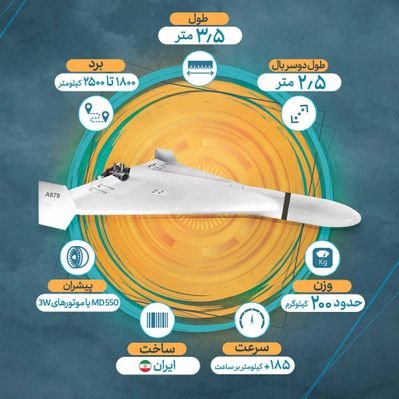 طول
۳٫۵ متر
طول دو سر بال
۲٫۵ متر
برد
۱۸۰۰ تا ۲۵۰۰ کیلومتر
A679
وزن
Kg
حدود ۲۰۰ کیلوگرم
پیشران
MD550 یا موتورهای 3W
سرعت
۱۸۵+ کیلومتر بر ساعت
ساخت
ایران